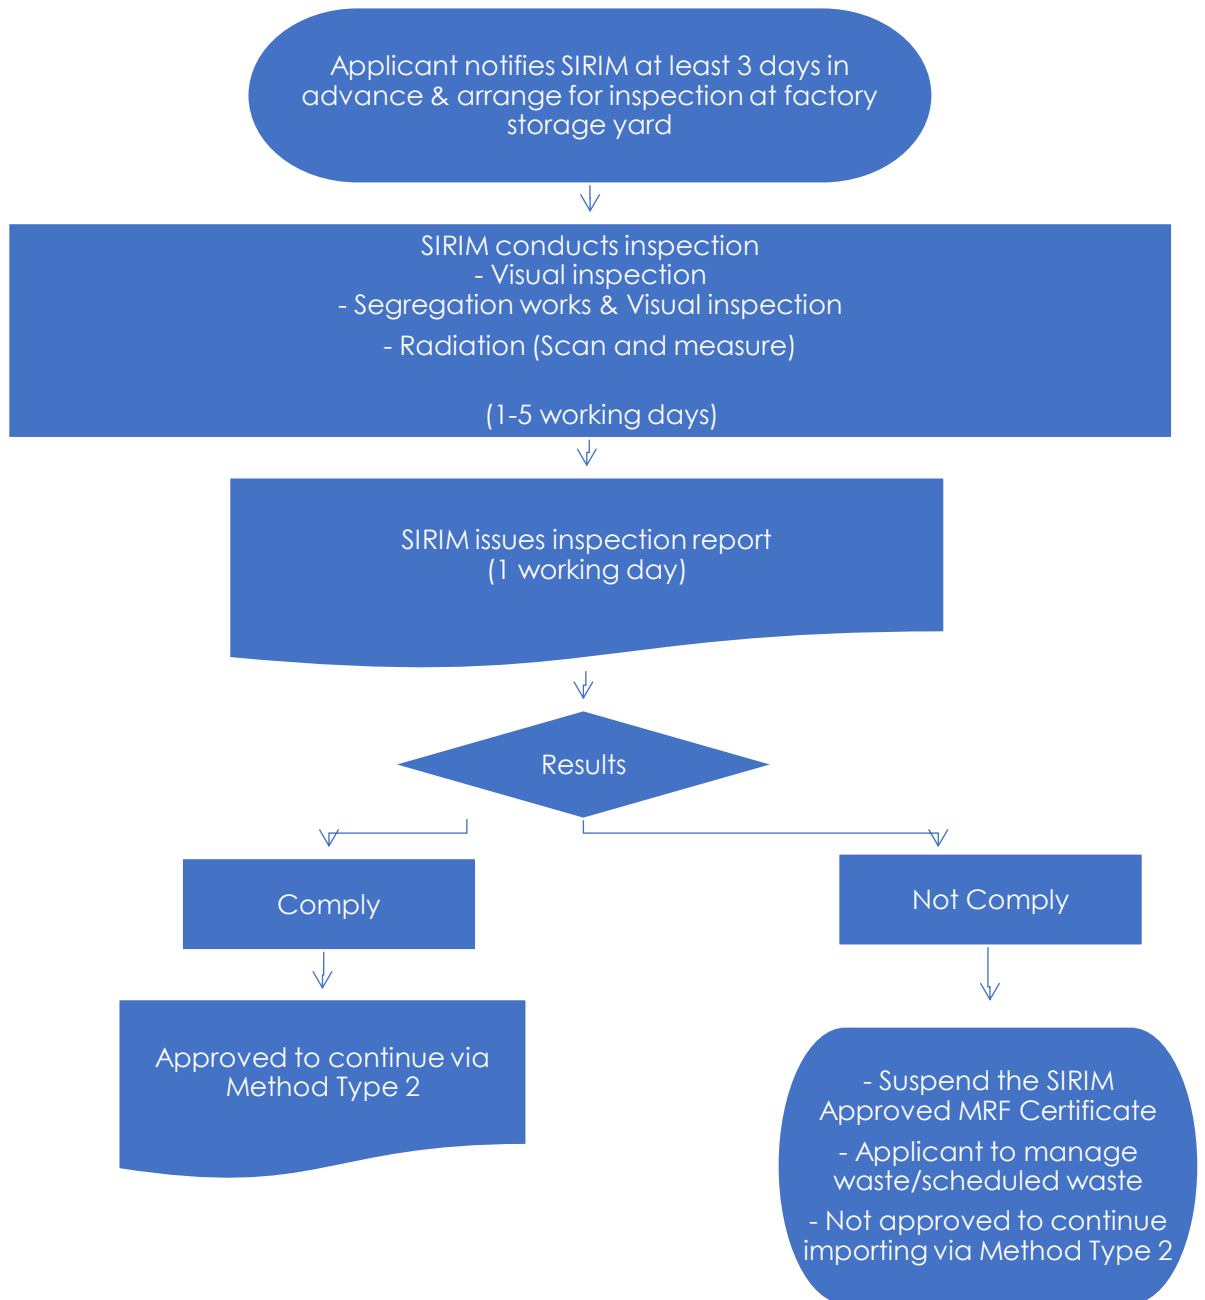 Applicant notifies SIRIM at least 3 days in
advance & arrange for inspection at factory
storage yard
SIRIM conducts inspection
- Visual inspection
- Segregation works & Visual inspection
- Radiation (Scan and measure)
(1-5 working days)
SIRIM issues inspection report
(1 working day)
Results
Comply
Not Comply
Approved to continue via
Method Type 2
- Suspend the SIRIM
Approved MRF Certificate
- Applicant to manage
waste/scheduled waste
- Not approved to continue
importing via Method Type 2